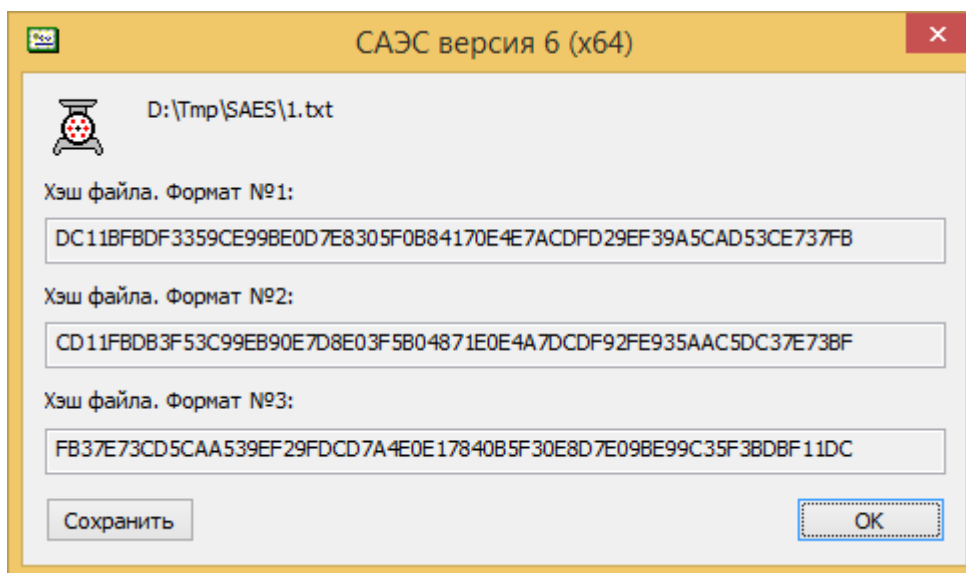 САЭС версия 6 (x64)
D:\Tmp\SAES\1.txt
Хэш файла. Формат №1:
DC11BFBDF3359CE99BE0D7E8305F0B84170E4E7ACDFD29EF39A5CAD53CE737FB
Хэш файла. Формат №2:
CD11FBDB3F53C99EB90E7D8E03F5B04871E0E4A7DCDF92FE935AAC5DC37E73BF
Хэш файла. Формат №3:
FB37E73CD5CAA539EF29FDCD7A4E0E17840B5F30E8D7E09BE99C35F3BDBF11DC
Сохранить OK